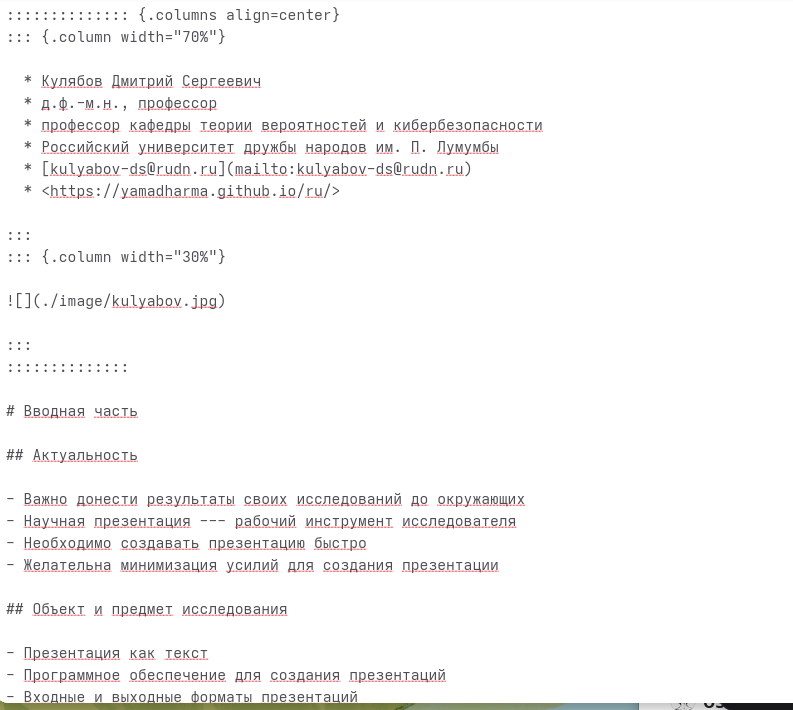 :::::::::::::: {.columns align=center}
::: {.column width="70%"}
* Кулябов Дмитрий Сергеевич
* д.ф.-м.н., профессор
* профессор кафедры теории вероятностей и кибербезопасности
* Российский университет дружбы народов им. П. Лумумбы
* [kulyabov-ds@rudn.ru](mailto:kulyabov-ds@rudn.ru)
* <https://yamadharma.github.io/ru/>
:::
::: {.column width="30%"}
![](./image/kulyabov.jpg)
:::
::::::::::::::
# Вводная часть
## Актуальность
- Важно донести результаты своих исследований до окружающих
- Научная презентация --- рабочий инструмент исследователя
- Необходимо создавать презентацию быстро
- Желательна минимизация усилий для создания презентации
## Объект и предмет исследования
- Презентация как текст
- Программное обеспечение для создания презентаций
- Входные и выходные форматы презентаций